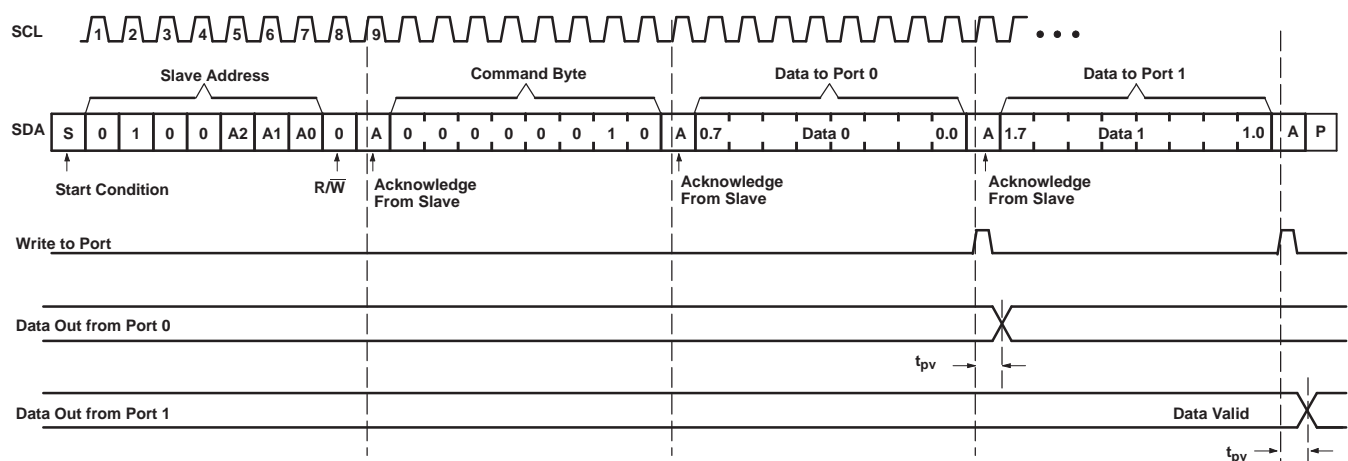 SCL 1 2 3 4 5 6 7 8 9
Slave Address Command Byte Data to Port 0 Data to Port 1
SDA S 0 1 0 0 A2 A1 A0 0 A 0 0 0 0 0 0 1 0 A 0.7 Data 0 0.0 A 1.7 Data 1 1.0 A P
Start Condition R/W Acknowledge From Slave Acknowledge From Slave Acknowledge From Slave
Write to Port
Data Out from Port 0
tpv
Data Out from Port 1 Data Valid
tpv